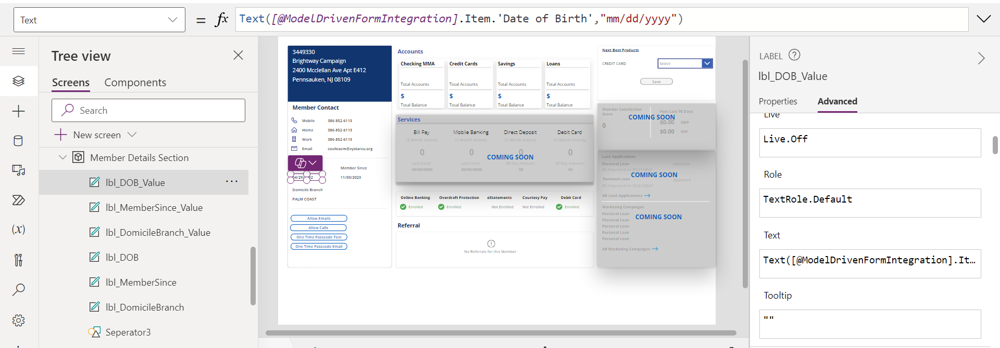 Text
= fx Text([@ModelDrivenFormIntegration].Item.'Date of Birth',"mm/dd/yyyy")
Tree view
Screens Components
Search
New screen
Member Details Section
lbl_DOB_Value ...
lbl_MemberSince_Value
lbl_DomicileBranch_Value
lbl_DOB
lbl_MemberSince
lbl_DomicileBranch
Seperator3
(x)
3449330
Brightway Campaign
2400 Mcclellan Ave Apt E412
Pennsauken, NJ 08109
Member Contact
Mobile 386-852-6113
Home 386-852-6113
Work 386-852-6113
Email covileacm@vystarcu.org
Member Since
11/03/2023
Domicile Branch
PALM COAST
Allow Emails
Allow Calls
One Time Passcode Text
One Time Passcode Email
Accounts
Checking MMA Credit Cards Savings Loans
Total Accounts Total Accounts Total Accounts Total Accounts
$ $ $ $
Total Balance Total Balance Total Balance Total Balance
Services
Bill Pay Mobile Banking Direct Deposit Debit Card
12 Month Activity 11 Month Activity 12 Month Activity 12 Month Activity
0 0 0 0
COMING SOON
Last Used : Last Used : 90 Day Amount : 90 Day Amount :
00/00/0000 00/00/0000 $0 $0
Online Banking Overdraft Protection eStatements Courtesy Pay Debit Card
Enrolled Enrolled Not Enrolled Not Enrolled Enrolled
Referral
No Referrals for this Member
Next Best Products
CREDIT CARD Select
Save
Member Satisfaction Score
Fees Last 90 Days
COMING SOON
0
$0.00 ODP
$0.00 NSF
Loan Applications
Personal Loan Approved
$0 requested on 05/21/2021
COMING SOON
Personal Loan Approved
$0 requested on 05/21/2021
All Loan Applications
Marketing Campaigns
Personal Loan
Personal Loan
COMING SOON
Personal Loan
Personal Loan
Personal Loan
All Marketing Campaigns
LABEL ?
lbl_DOB_Value
Properties Advanced
Live
Live.Off
Role
TextRole.Default
Text
Text([@ModelDrivenFormIntegration].It...
Tooltip
""